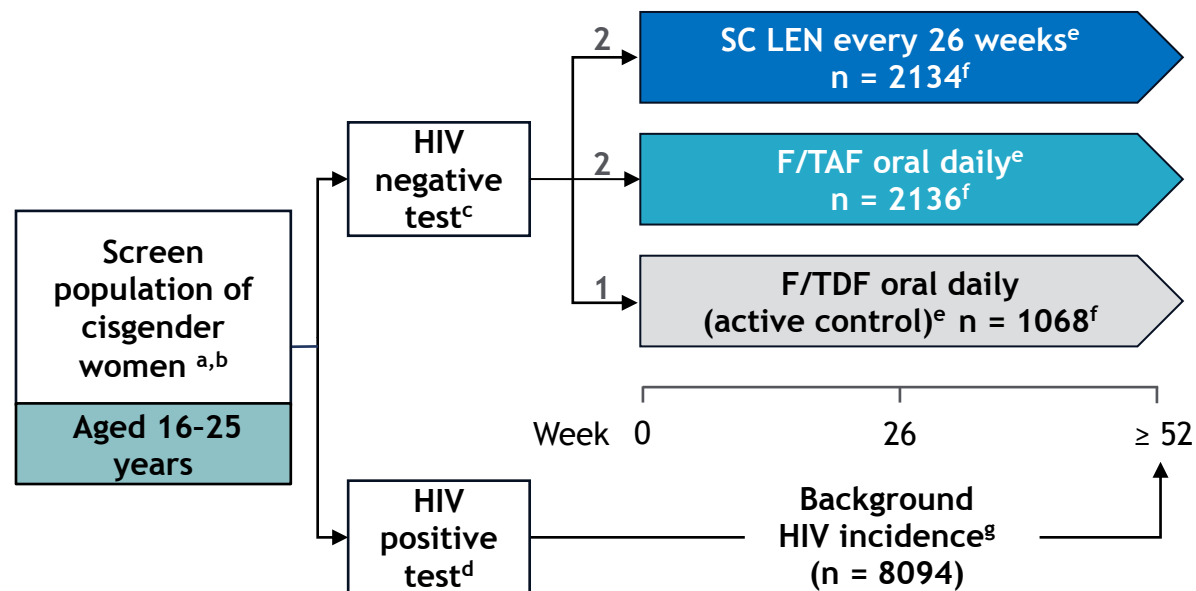 Screen
population of
cisgender
women a,b
Aged 16–25
years
HIV
negative
test c
HIV
positive
test d
2
SC LEN every 26 weeks e
n = 2134 f
2
F/TAF oral daily e
n = 2136 f
1
F/TDF oral daily
(active control) e n = 1068 f
Week 0 26 ≥ 52
Background
HIV incidence g
(n = 8094)